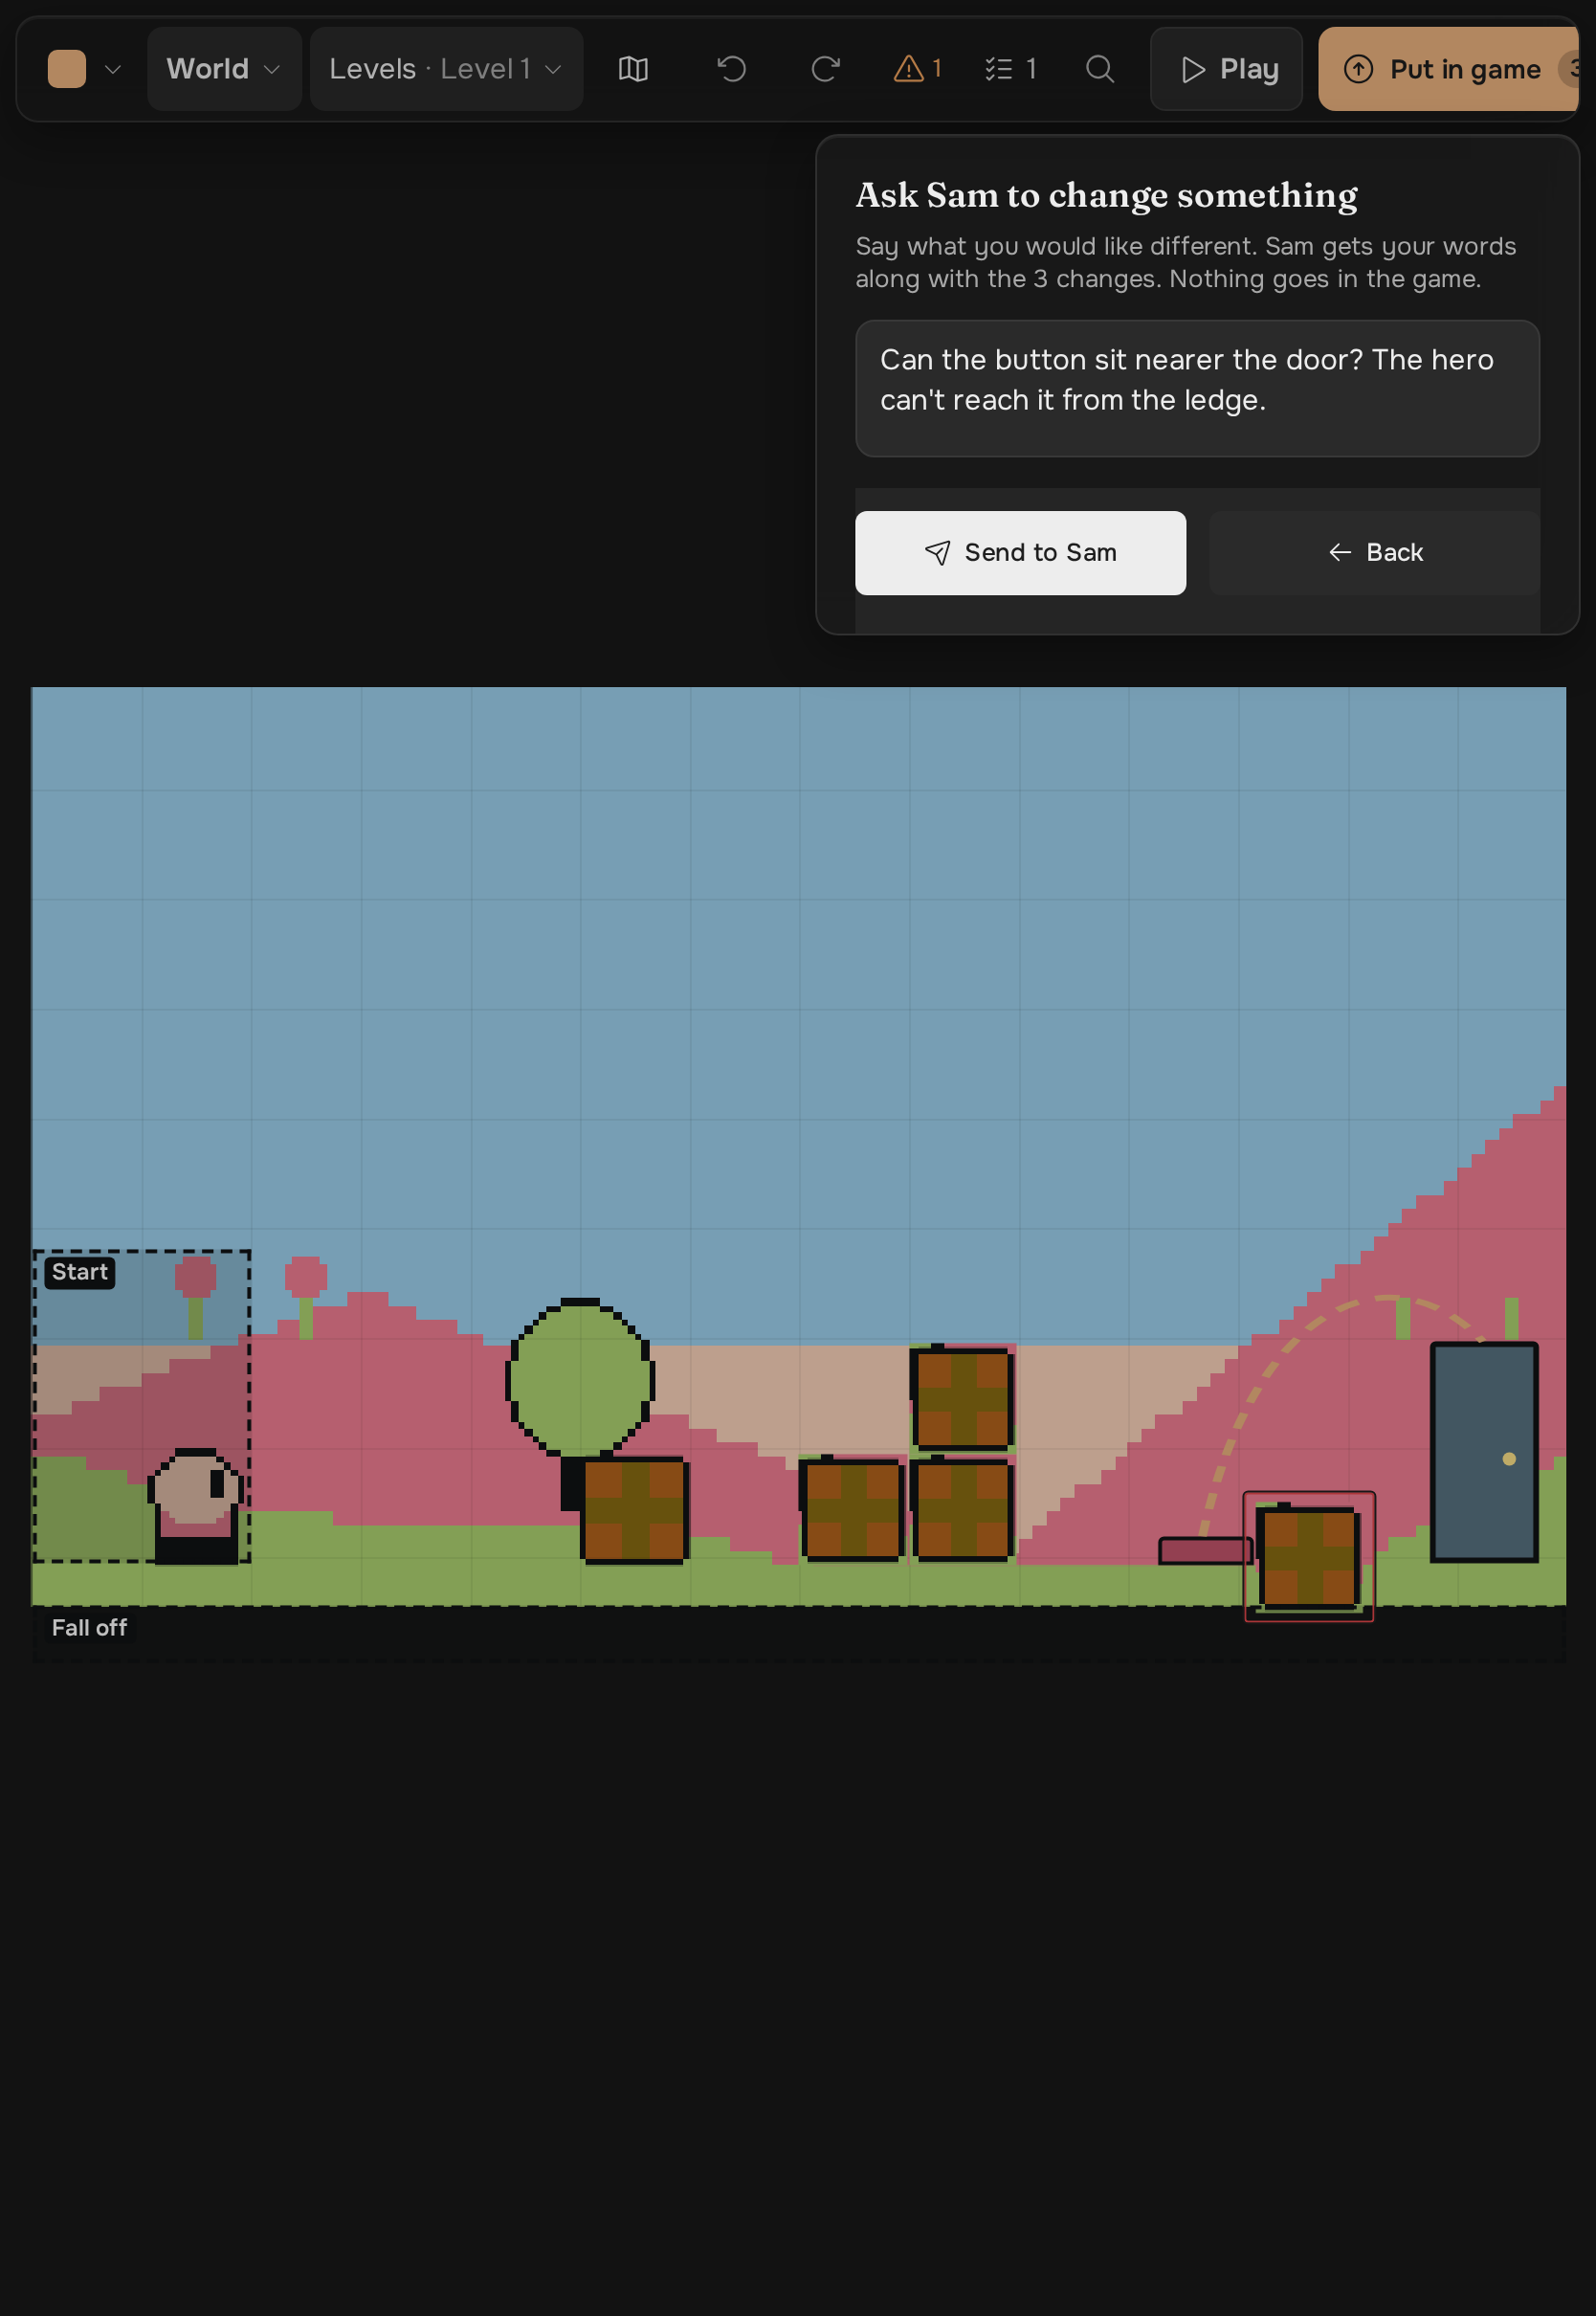 World
Levels · Level 1
1
1
Play
Put in game
Ask Sam to change something
Say what you would like different. Sam gets your words
along with the 3 changes. Nothing goes in the game.
Can the button sit nearer the door? The hero
can't reach it from the ledge.
Send to Sam
Back
Start
Fall off